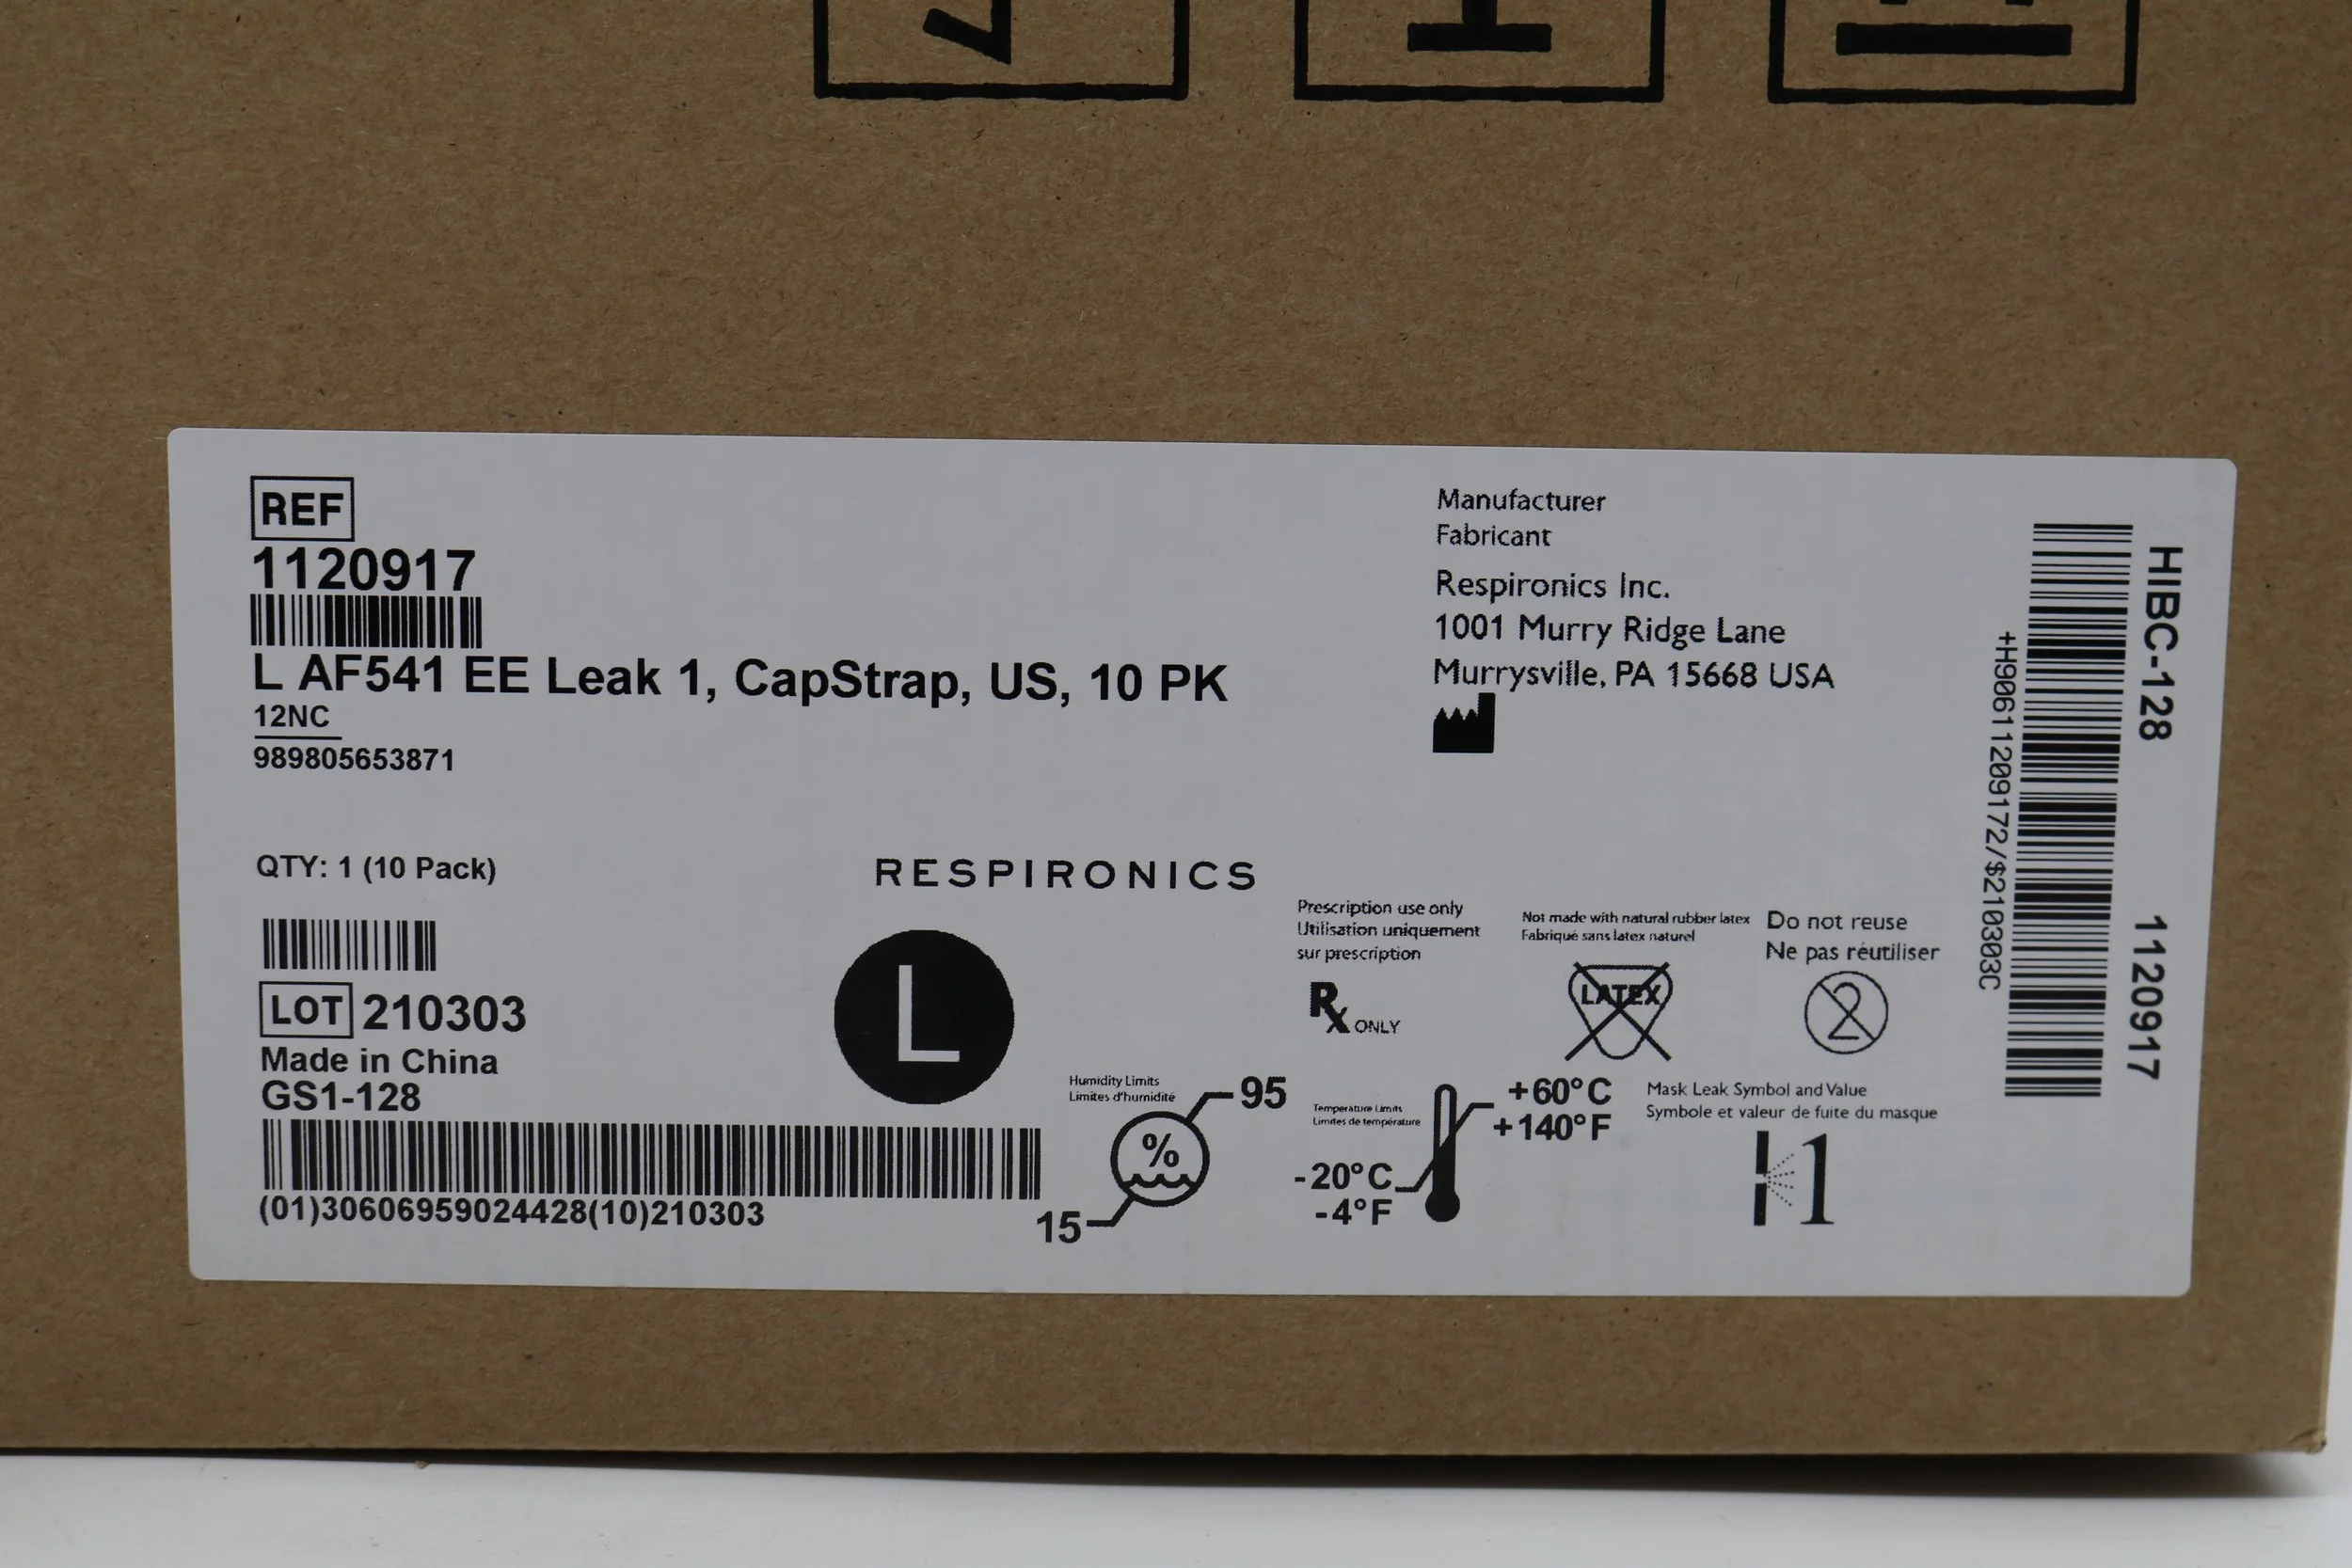 REF
1120917
L AF541 EE Leak 1, CapStrap, US, 10 PK
12NC
989805653871
QTY: 1 (10 Pack)
LOT 210303
Made in China
GS1-128
(01)30606959024428(10)210303
RESPIRONICS
L
Humidity Limits
Limites d'humidité
95
%
15
Manufacturer
Fabricant
Respironics Inc.
1001 Murry Ridge Lane
Murrysville, PA 15668 USA
Prescription use only
Utilisation uniquement
sur prescription
Rx ONLY
Not made with natural rubber latex
Fabriqué sans latex naturel
LATEX
Do not reuse
Ne pas réutiliser
2
Temperature Limits
Limites de température
+60°C
+140°F
-20°C
-4°F
Mask Leak Symbol and Value
Symbole et valeur de fuite du masque
1
HIBC-128 1120917
+H90611209172/$210303C